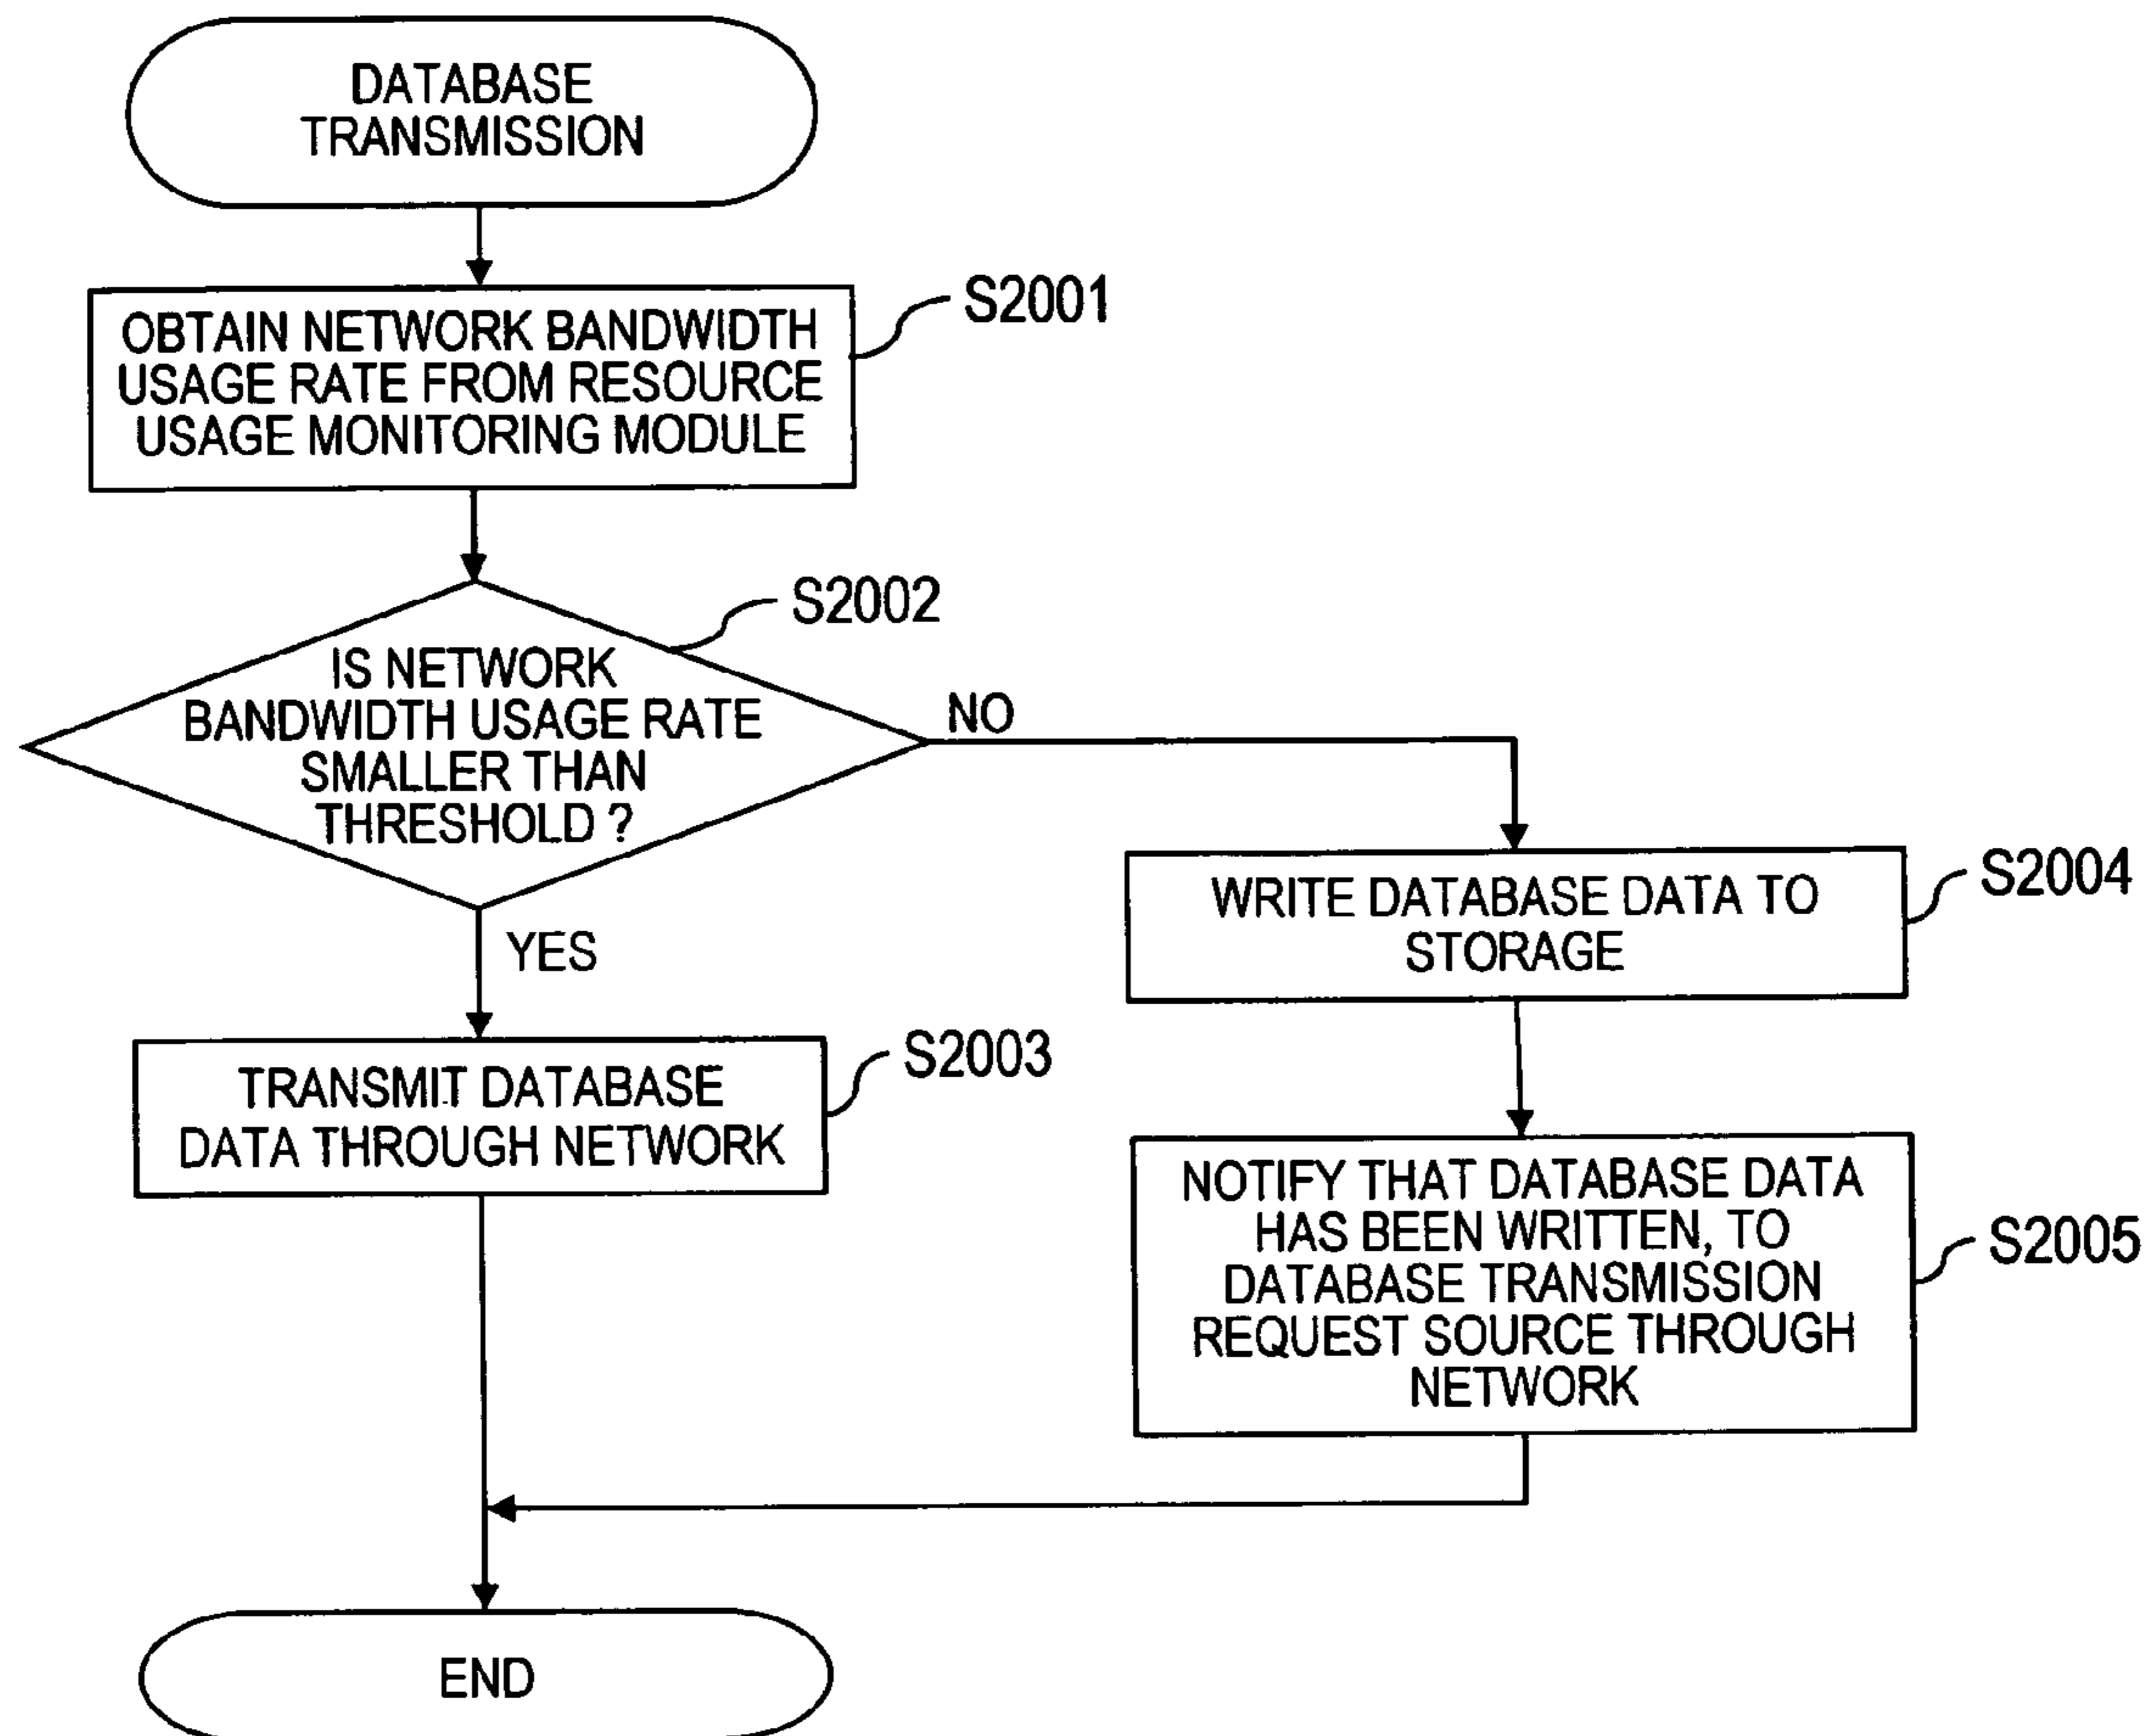 DATABASE
TRANSMISSION
OBTAIN NETWORK BANDWIDTH
USAGE RATE FROM RESOURCE
USAGE MONITORING MODULE
S2001
IS NETWORK
BANDWIDTH USAGE RATE
SMALLER THAN
THRESHOLD ?
S2002
NO
YES
TRANSMIT DATABASE
DATA THROUGH NETWORK
S2003
WRITE DATABASE DATA TO
STORAGE
S2004
NOTIFY THAT DATABASE DATA
HAS BEEN WRITTEN, TO
DATABASE TRANSMISSION
REQUEST SOURCE THROUGH
NETWORK
S2005
END